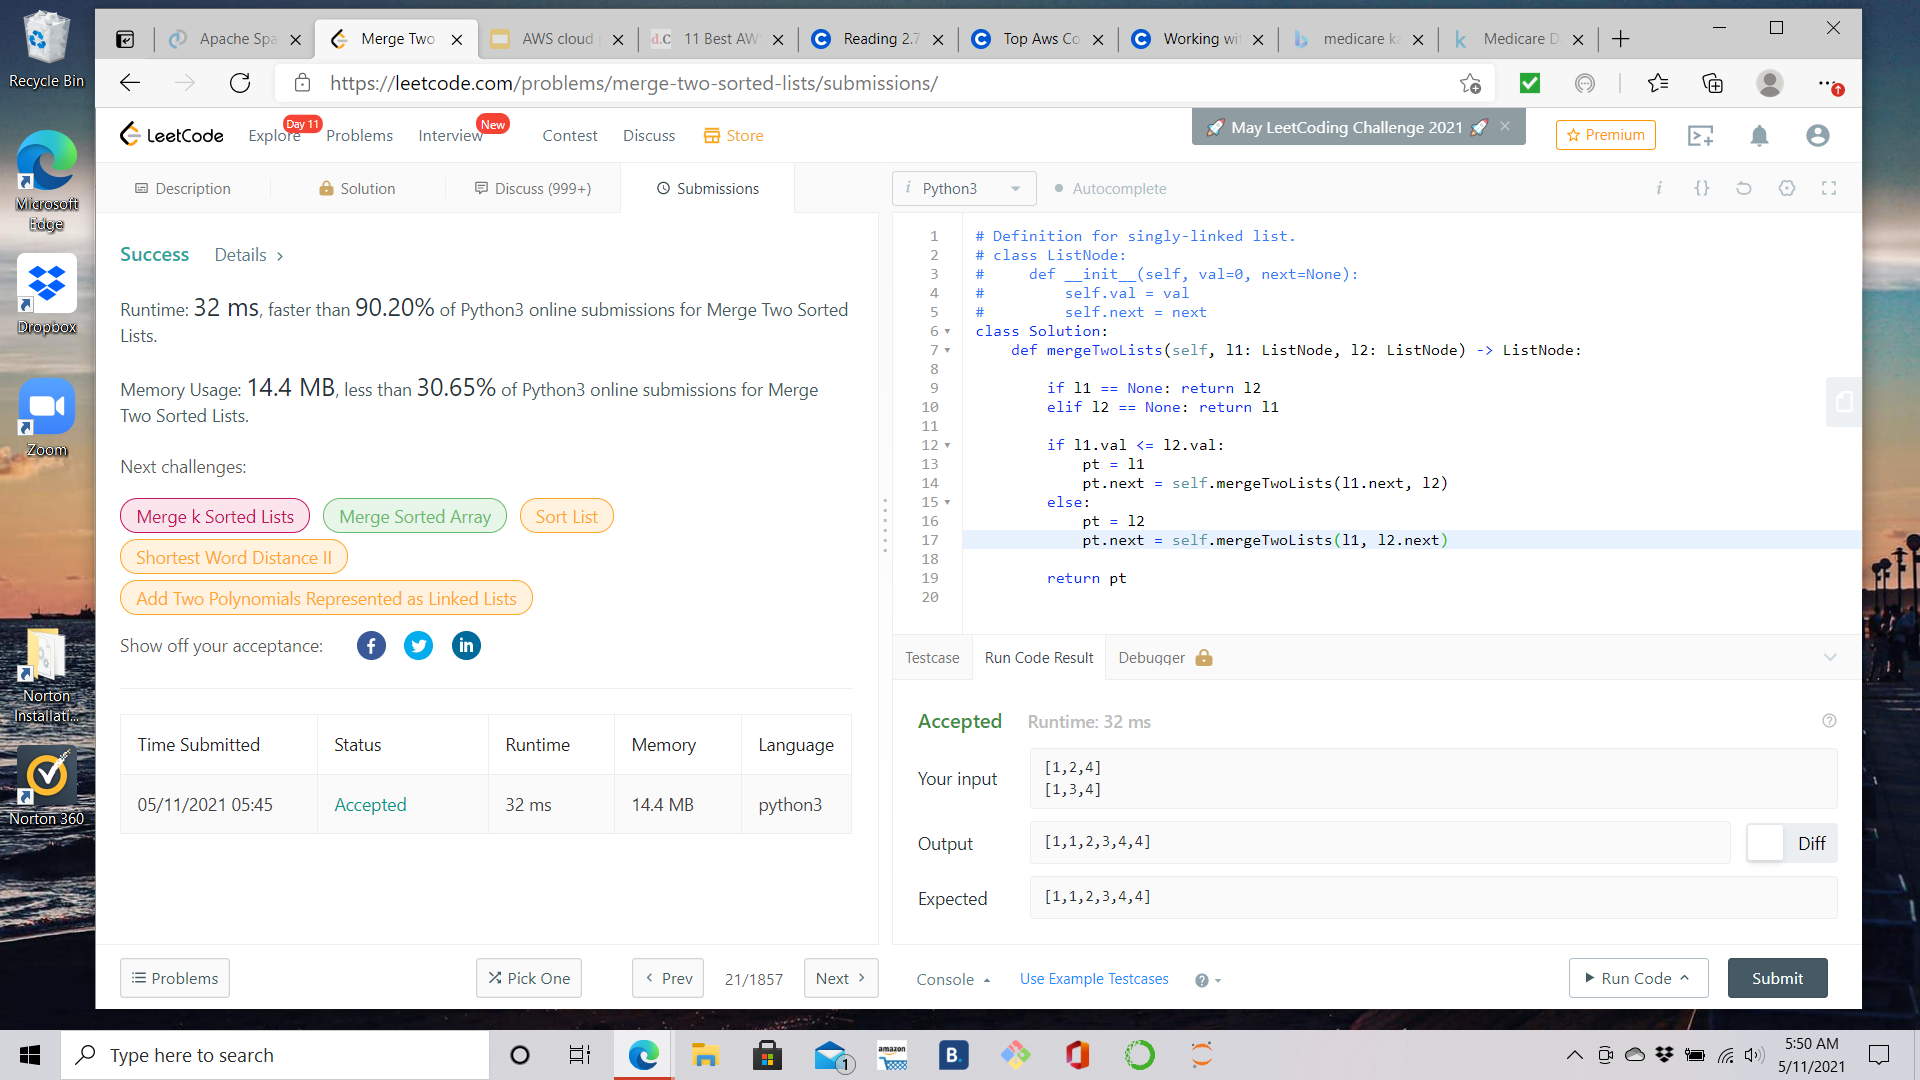 Recycle Bin
Microsoft
Edge
Dropbox
Zoom
Norton
Installati...
Norton 360
Apache Spa
Merge Two
AWS cloud
d.C 11 Best AW
Reading 2.7
Top Aws Co
Working wi
medicare ka
Medicare D
https://leetcode.com/problems/merge-two-sorted-lists/submissions/
LeetCode
Explore
Day 11
Problems
Interview
New
Contest
Discuss
Store
May LeetCoding Challenge 2021
Premium
Description
Solution
Discuss (999+)
Submissions
Success Details
Runtime: 32 ms, faster than 90.20% of Python3 online submissions for Merge Two Sorted
Lists.
Memory Usage: 14.4 MB, less than 30.65% of Python3 online submissions for Merge
Two Sorted Lists.
Next challenges:
Merge k Sorted Lists
Merge Sorted Array
Sort List
Shortest Word Distance II
Add Two Polynomials Represented as Linked Lists
Show off your acceptance:
Time Submitted Status Runtime Memory Language
05/11/2021 05:45 Accepted 32 ms 14.4 MB python3
Problems
Pick One
Prev
21/1857
Next
i Python3
Autocomplete
i {}
1 # Definition for singly-linked list.
2 # class ListNode:
3 #     def __init__(self, val=0, next=None):
4 #         self.val = val
5 #         self.next = next
6 class Solution:
7     def mergeTwoLists(self, l1: ListNode, l2: ListNode) -> ListNode:
8
9         if l1 == None: return l2
10         elif l2 == None: return l1
11
12         if l1.val <= l2.val:
13             pt = l1
14             pt.next = self.mergeTwoLists(l1.next, l2)
15         else:
16             pt = l2
17             pt.next = self.mergeTwoLists(l1, l2.next)
18
19         return pt
20
Testcase
Run Code Result
Debugger
Accepted Runtime: 32 ms
Your input
[1,2,4]
[1,3,4]
Output
[1,1,2,3,4,4]
Diff
Expected
[1,1,2,3,4,4]
Console
Use Example Testcases
Run Code
Submit
Type here to search
1
amazon
B.
5:50 AM
5/11/2021